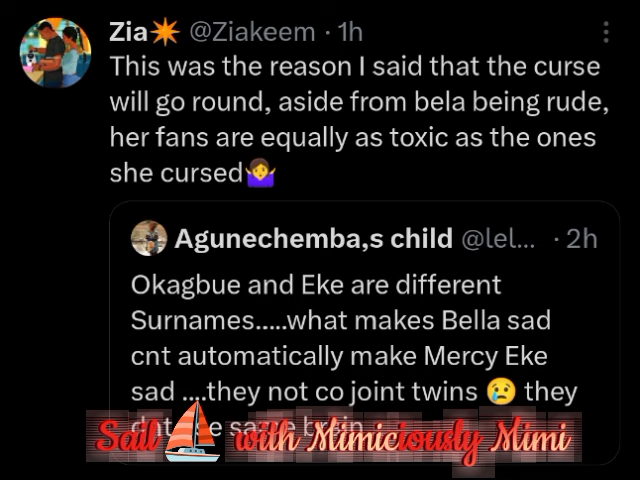 Zia @Ziakeem · 1h
This was the reason I said that the curse
will go round, aside from bela being rude,
her fans are equally as toxic as the ones
she cursed🤷‍♀️
Agunechemba,s child @lel... · 2h
Okagbue and Eke are different
Surnames.....what makes Bella sad
cnt automatically make Mercy Eke
sad ....they not co joint twins 😢 they
Sail with Mimiciously Mimi